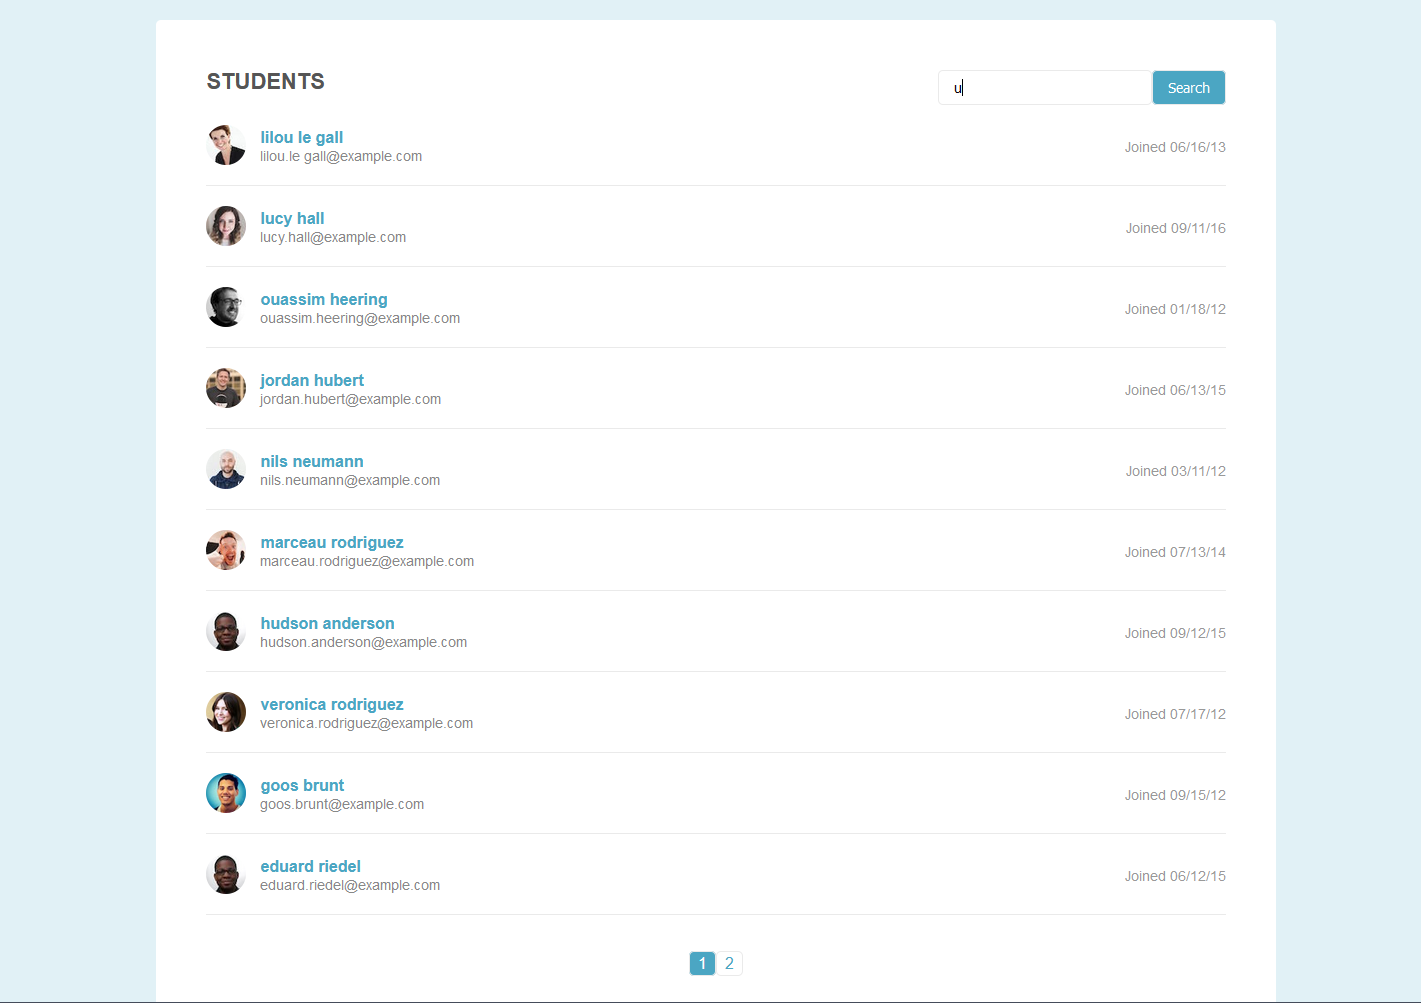 STUDENTS
u
Search
lilou le gall
lilou.le gall@example.com
Joined 06/16/13
lucy hall
lucy.hall@example.com
Joined 09/11/16
ouassim heering
ouassim.heering@example.com
Joined 01/18/12
jordan hubert
jordan.hubert@example.com
Joined 06/13/15
nils neumann
nils.neumann@example.com
Joined 03/11/12
marceau rodriguez
marceau.rodriguez@example.com
Joined 07/13/14
hudson anderson
hudson.anderson@example.com
Joined 09/12/15
veronica rodriguez
veronica.rodriguez@example.com
Joined 07/17/12
goos brunt
goos.brunt@example.com
Joined 09/15/12
eduard riedel
eduard.riedel@example.com
Joined 06/12/15
1 2